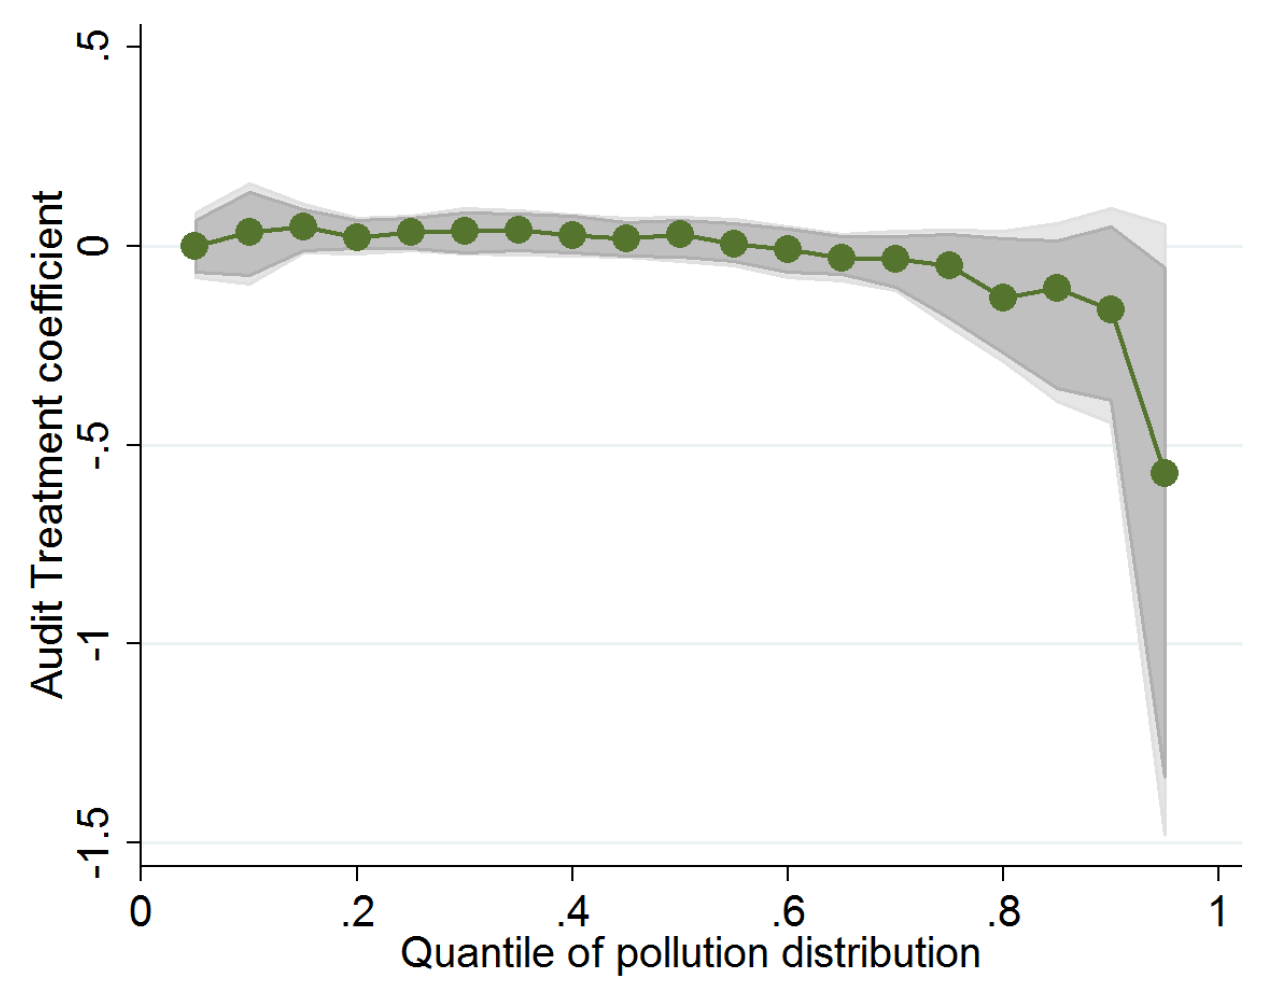 Audit Treatment coefficient
.5
0
-.5
-1
-1.5
0 .2 .4 .6 .8 1
Quantile of pollution distribution